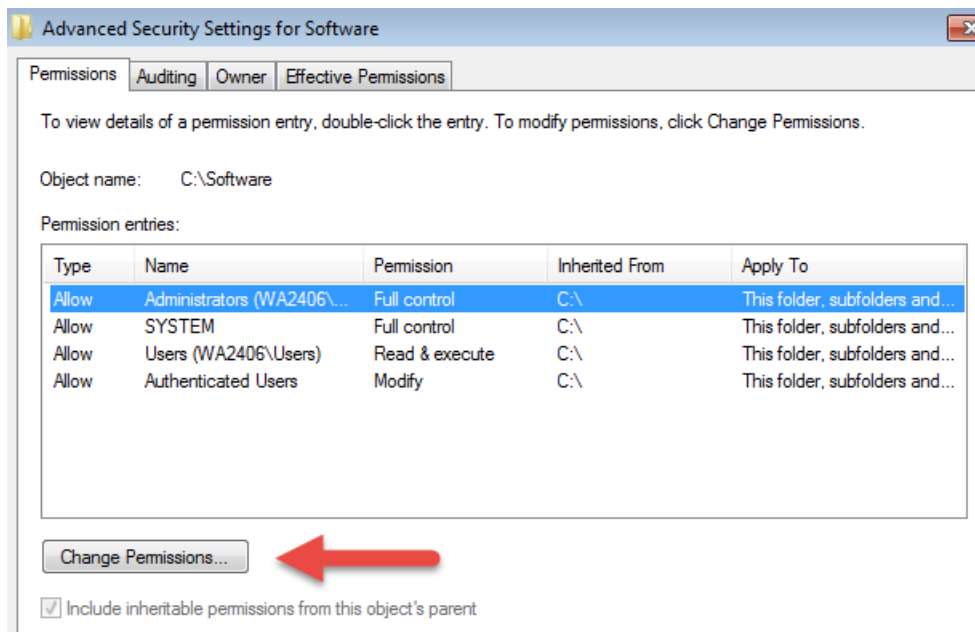 Advanced Security Settings for Software
Permissions Auditing Owner Effective Permissions
To view details of a permission entry, double-click the entry. To modify permissions, click Change Permissions.
Object name: C:\Software
Permission entries:
Type Name Permission Inherited From Apply To
Allow Administrators (WA2406\... Full control C:\ This folder, subfolders and...
Allow SYSTEM Full control C:\ This folder, subfolders and...
Allow Users (WA2406\Users) Read & execute C:\ This folder, subfolders and...
Allow Authenticated Users Modify C:\ This folder, subfolders and...
Change Permissions...
Include inheritable permissions from this object's parent